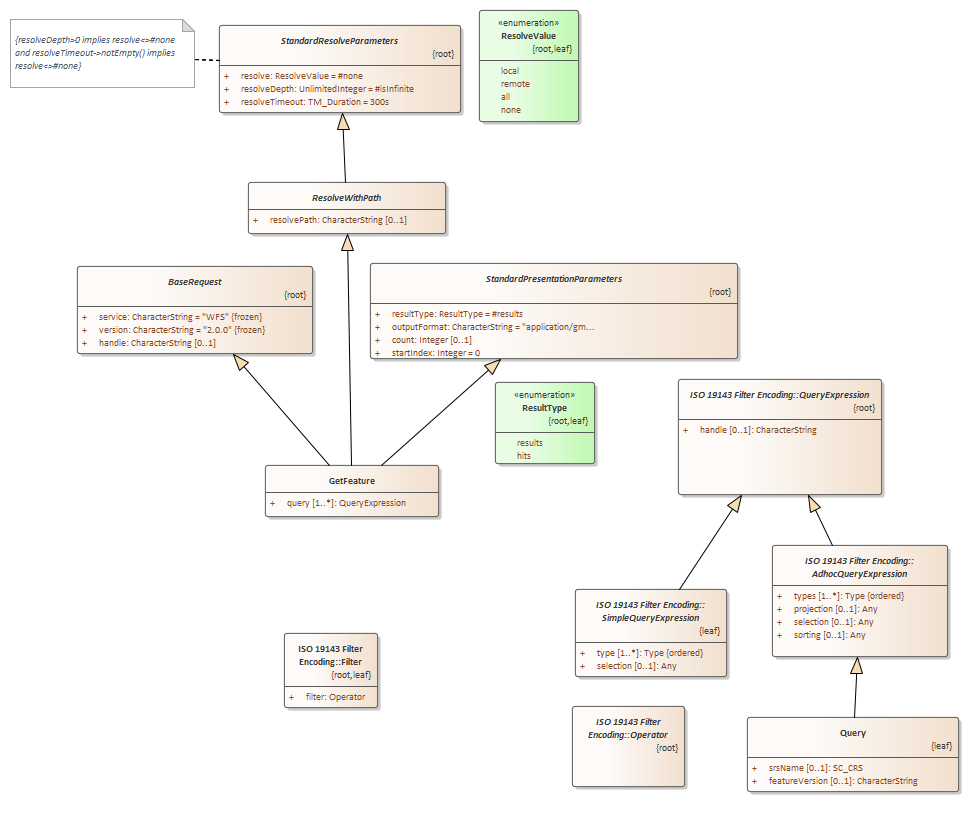 {resolveDepth>0 implies resolve<>#none
and resolveTimeout->notEmpty() implies
resolve<>#none}
StandardResolveParameters
{root}
+ resolve: ResolveValue = #none
+ resolveDepth: UnlimitedInteger = #isInfinite
+ resolveTimeout: TM_Duration = 300s
«enumeration»
ResolveValue
{root,leaf}
local
remote
all
none
ResolveWithPath
+ resolvePath: CharacterString [0..1]
BaseRequest
{root}
+ service: CharacterString = "WFS" {frozen}
+ version: CharacterString = "2.0.0" {frozen}
+ handle: CharacterString [0..1]
StandardPresentationParameters
{root}
+ resultType: ResultType = #results
+ outputFormat: CharacterString = "application/gm...
+ count: Integer [0..1]
+ startIndex: Integer = 0
«enumeration»
ResultType
{root,leaf}
results
hits
ISO 19143 Filter Encoding::QueryExpression
{root}
+ handle [0..1]: CharacterString
GetFeature
+ query [1..*]: QueryExpression
ISO 19143 Filter Encoding::
AdhocQueryExpression
+ types [1..*]: Type {ordered}
+ projection [0..1]: Any
+ selection [0..1]: Any
+ sorting [0..1]: Any
ISO 19143 Filter Encoding::
SimpleQueryExpression
{leaf}
+ type [1..*]: Type {ordered}
+ selection [0..1]: Any
ISO 19143 Filter
Encoding::Filter
{root,leaf}
+ filter: Operator
ISO 19143 Filter
Encoding::Operator
{root}
Query
{leaf}
+ srsName [0..1]: SC_CRS
+ featureVersion [0..1]: CharacterString